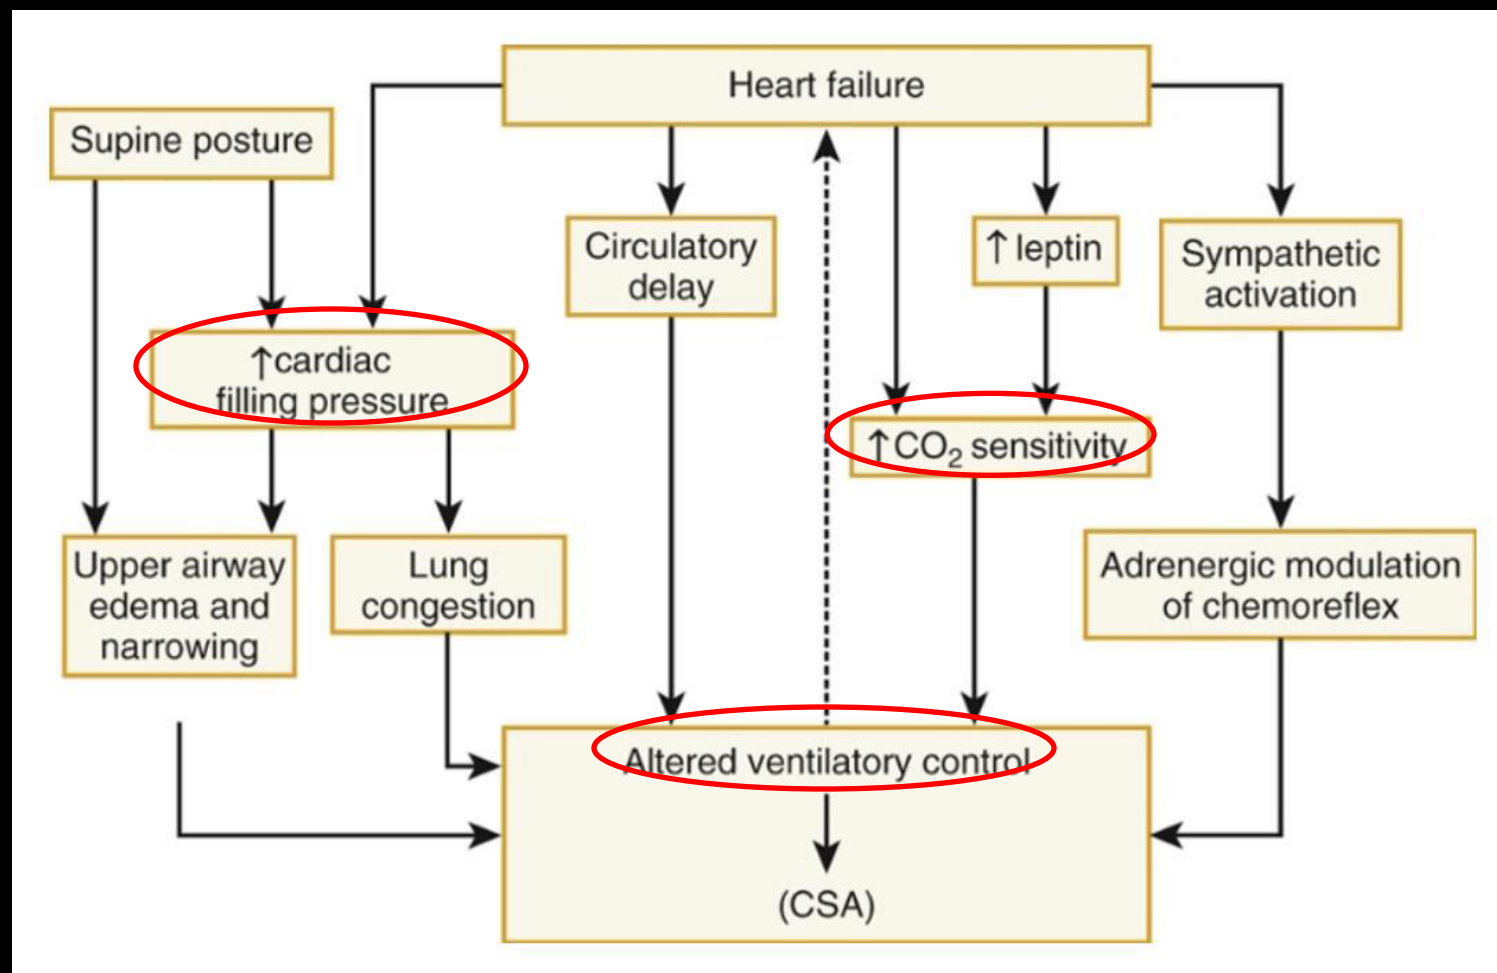 Heart failure
Supine posture
Circulatory
delay
↑leptin
Sympathetic
activation
↑cardiac
filling pressure
↑CO₂ sensitivity
Upper airway
edema and
narrowing
Lung
congestion
Adrenergic modulation
of chemoreflex
Altered ventilatory control
(CSA)